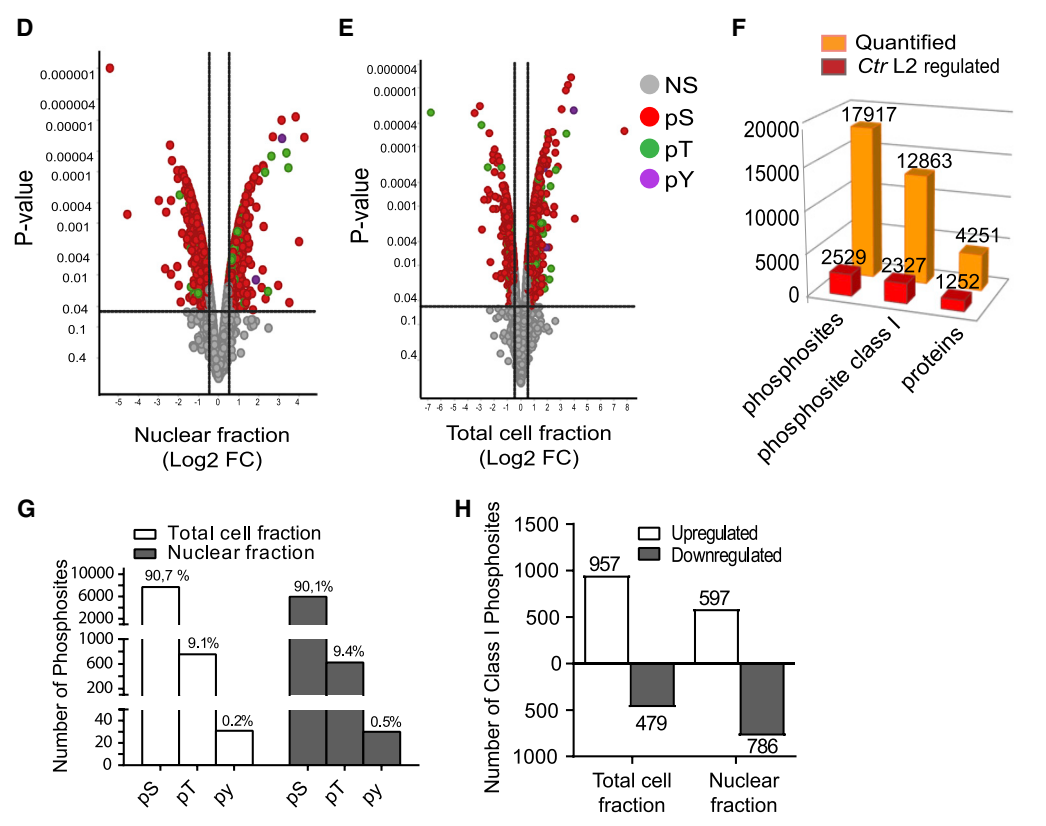 D
0.000001
0.000004
0.00001
0.00004
0.0001
0.0004
0.001
0.004
0.01
0.04
0.1
0.4
P-value
-5 -4 -3 -2 -1 0 1 2 3 4
Nuclear fraction
(Log2 FC)
E
0.000004
0.00001
0.00004
0.0001
0.0004
0.001
0.004
0.01
0.04
0.1
0.4
P-value
-7 -6 -5 -4 -3 -2 -1 0 1 2 3 4 5 6 7 8
Total cell fraction
(Log2 FC)
NS
pS
pT
pY
F
Quantified
Ctr L2 regulated
20000
15000
10000
5000
0
17917
12863
4251
2529
2327
1252
phosphosites
phosphosite class I
proteins
G
Total cell fraction
Nuclear fraction
Number of Phosphosites
10000
6000
2000
1000
600
200
40
20
0
90,7 %
9.1%
0.2%
90,1%
9.4%
0.5%
pS pT py pS pT py
H
Number of Class I Phosphosites
Upregulated
Downregulated
1500
1000
500
0
500
1000
957
479
597
786
Total cell
fraction
Nuclear
fraction